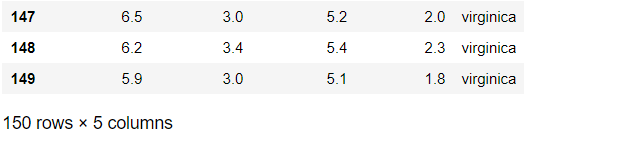 147 6.5 3.0 5.2 2.0 virginica
148 6.2 3.4 5.4 2.3 virginica
149 5.9 3.0 5.1 1.8 virginica
150 rows × 5 columns